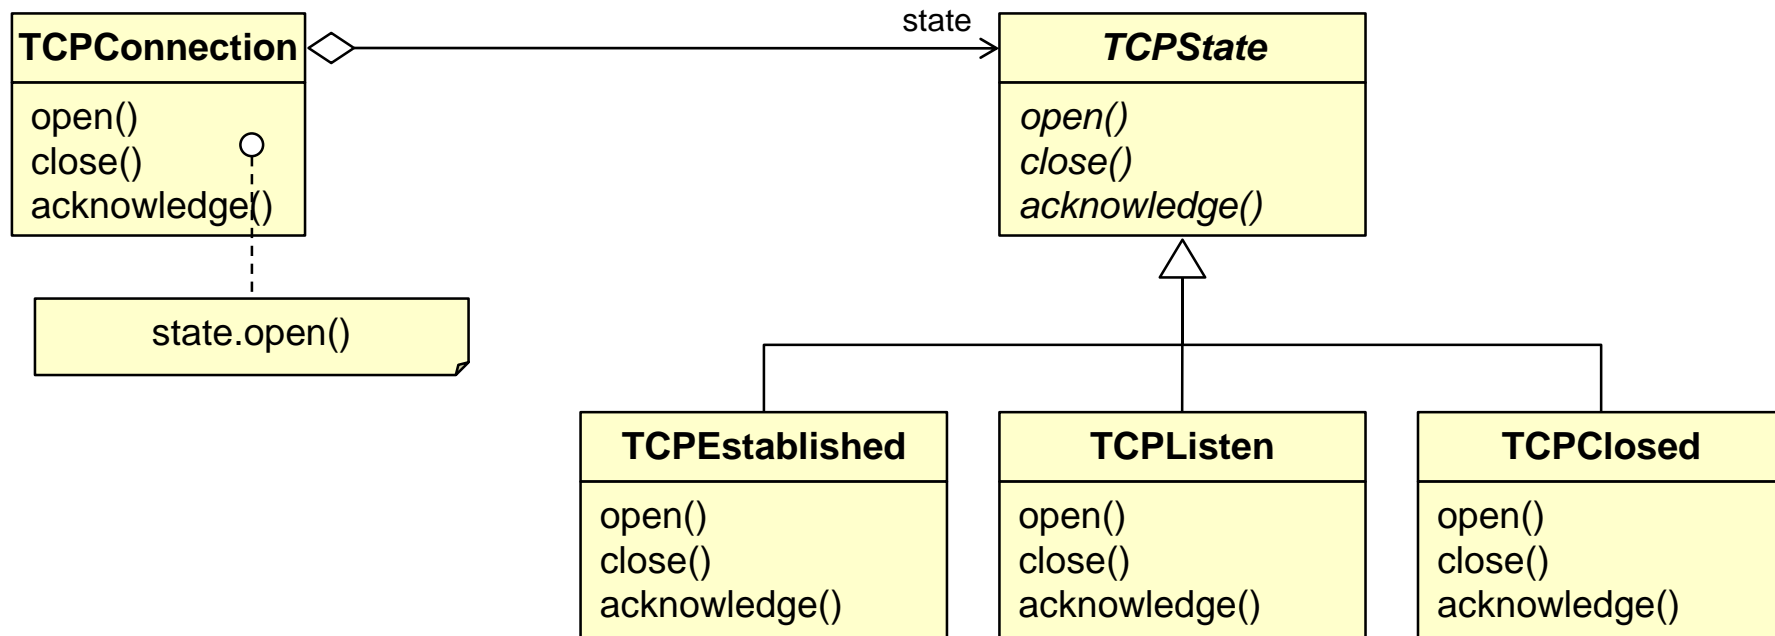 TCPConnection
open()
close()
acknowledge()
state.open()
state
TCPState
open()
close()
acknowledge()
TCPEstablished
open()
close()
acknowledge()
TCPListen
open()
close()
acknowledge()
TCPClosed
open()
close()
acknowledge()